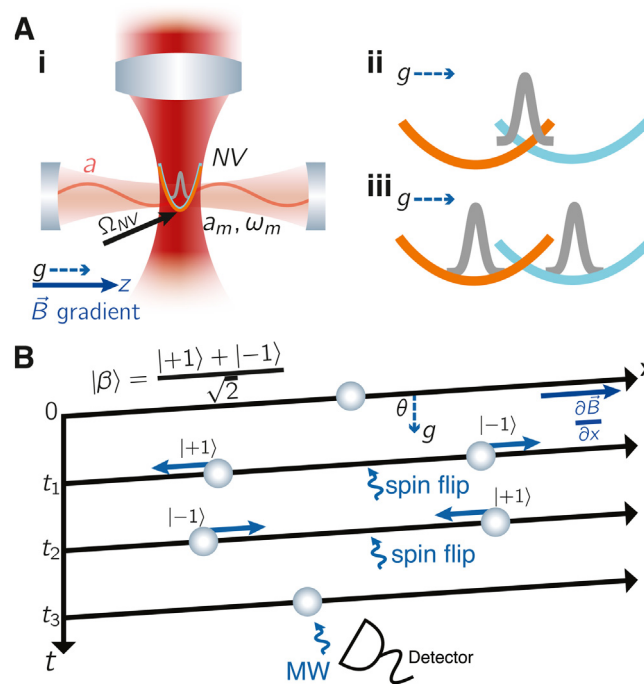 A
i
ii
g
NV
a
iii
g
Ω_NV
a_m, ω_m
g
z
B⃗ gradient
B
|β⟩ = (|+1⟩ + |−1⟩)/√2
x
0
θ
g
∂B⃗/∂x
|+1⟩
|−1⟩
t₁
spin flip
|−1⟩
|+1⟩
t₂
spin flip
t₃
t
MW
Detector